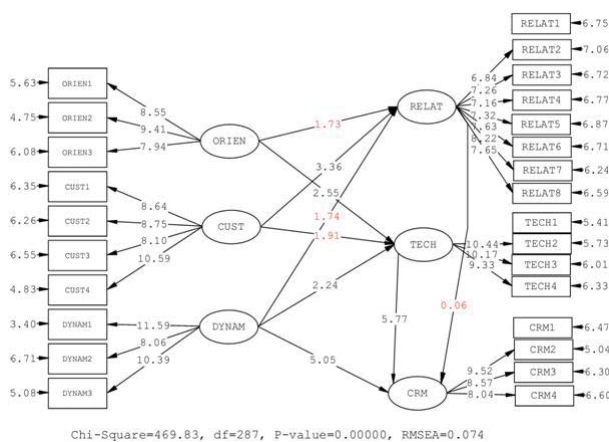 RELAT1 6.75
RELAT2 7.06
6.84
RELAT3 6.72
7.26
5.63 ORIEN1
RELAT4 6.77
7.16
RELAT
8.55
RELAT5 6.87
7.32
4.75 ORIEN2
1.73
7.63
RELAT6 6.71
9.41
ORIEN
8.22
6.08 ORIEN3
7.94
7.65
RELAT7 6.24
3.36
6.35 CUST1
RELAT8 6.59
8.64
2.55
6.26 CUST2
8.75
1.74
TECH1 5.41
CUST
1.91
8.10
10.44
TECH2 5.73
6.55 CUST3
TECH
10.17
10.59
TECH3 6.01
9.33
4.83 CUST4
2.24
TECH4 6.33
3.40 DYNAM1
11.59
0.06
DYNAM
5.77
CRM1 6.47
8.06
6.71 DYNAM2
CRM2 5.04
10.39
5.05
9.52
CRM3 6.30
8.57
5.08 DYNAM3
CRM
8.04
CRM4 6.60
Chi-Square=469.83, df=287, P-value=0.00000, RMSEA=0.074